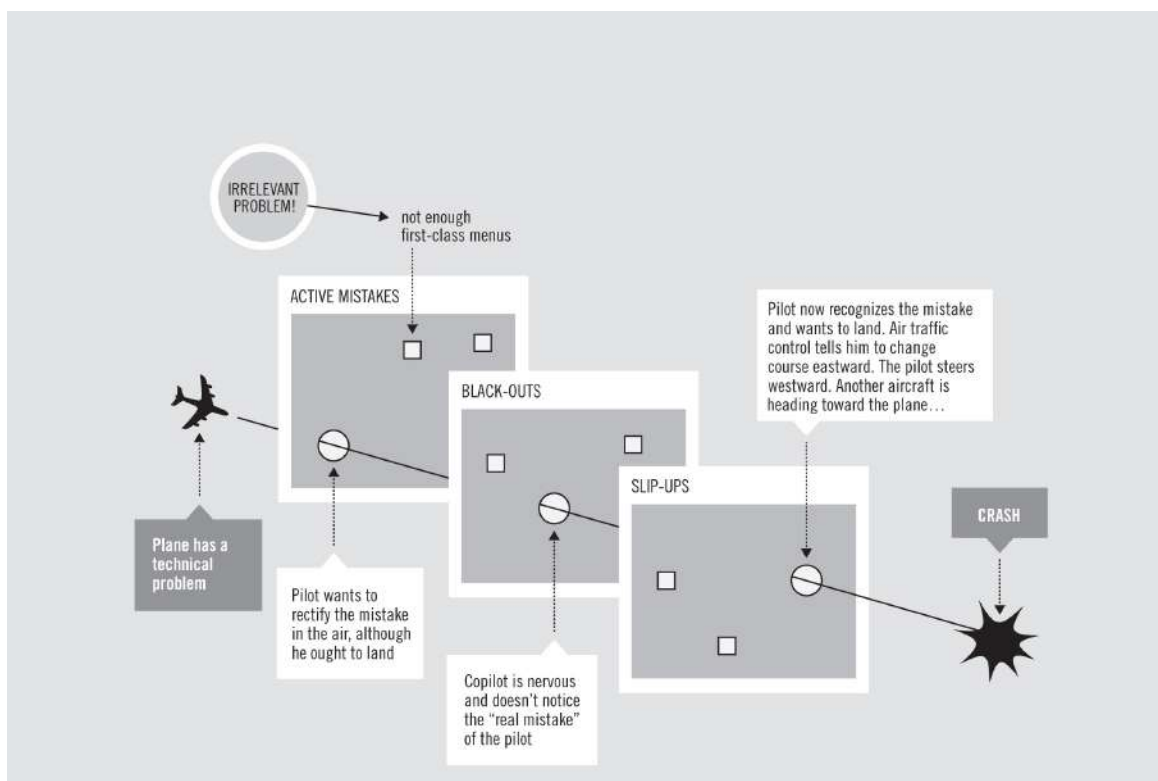 IRRELEVANT
PROBLEM!
not enough
first-class menus
ACTIVE MISTAKES
BLACK-OUTS
SLIP-UPS
Pilot now recognizes the mistake
and wants to land. Air traffic
control tells him to change
course eastward. The pilot steers
westward. Another aircraft is
heading toward the plane…
Plane has a
technical
problem
Pilot wants to
rectify the mistake
in the air, although
he ought to land
Copilot is nervous
and doesn't notice
the “real mistake”
of the pilot
CRASH